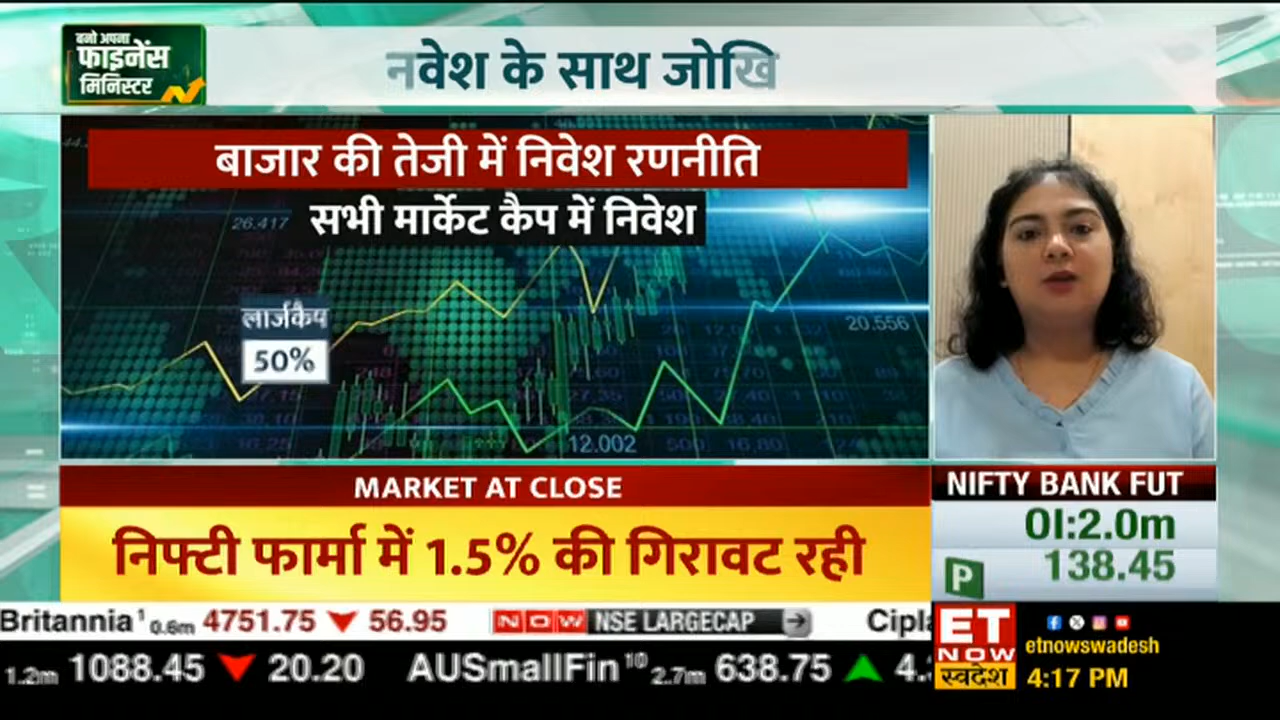 बनो अपना
फाइनेंस
मिनिस्टर
नवेश के साथ जोखि
बाजार की तेजी में निवेश रणनीति
सभी मार्केट कैप में निवेश
26.417
लार्जकैप
50%
20.556
12.002
MARKET AT CLOSE
निफ्टी फार्मा में 1.5% की गिरावट रही
NIFTY BANK FUT
OI:2.0m
P 138.45
Britannia 1 0.6m 4751.75 ▼ 56.95 NOW NSE LARGECAP Cipla
1.2m 1088.45 ▼ 20.20 AUSmallFin 10 2.7m 638.75 ▲ 4.
ET
NOW
स्वदेश
etnowswadesh
4:17 PM